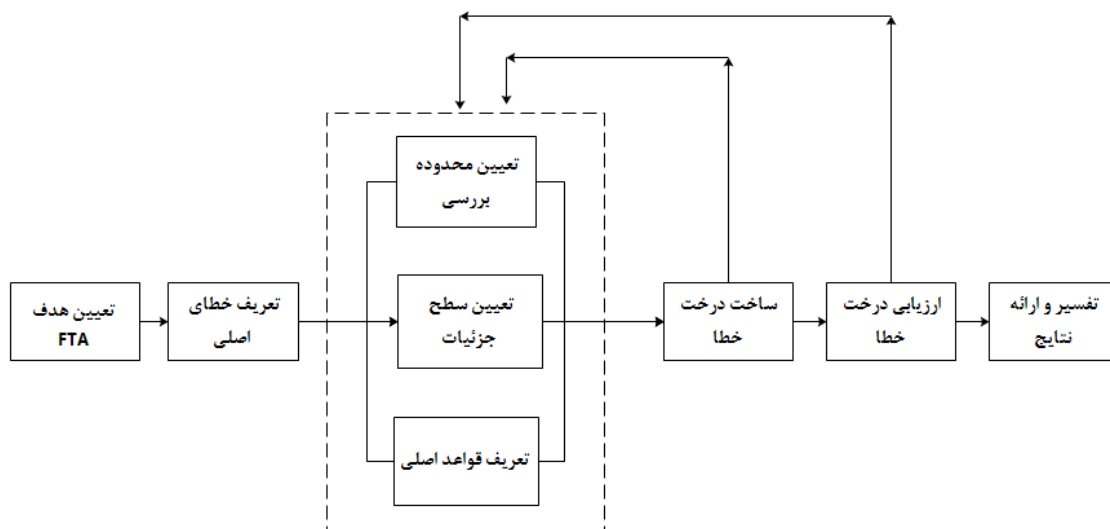 تعیین هدف
FTA
تعریف خطای
اصلی
تعیین محدوده
بررسی
تعیین سطح
جزئیات
تعریف قواعد اصلی
ساخت درخت
خطا
ارزیابی درخت
خطا
تفسیر و ارائه
نتایج